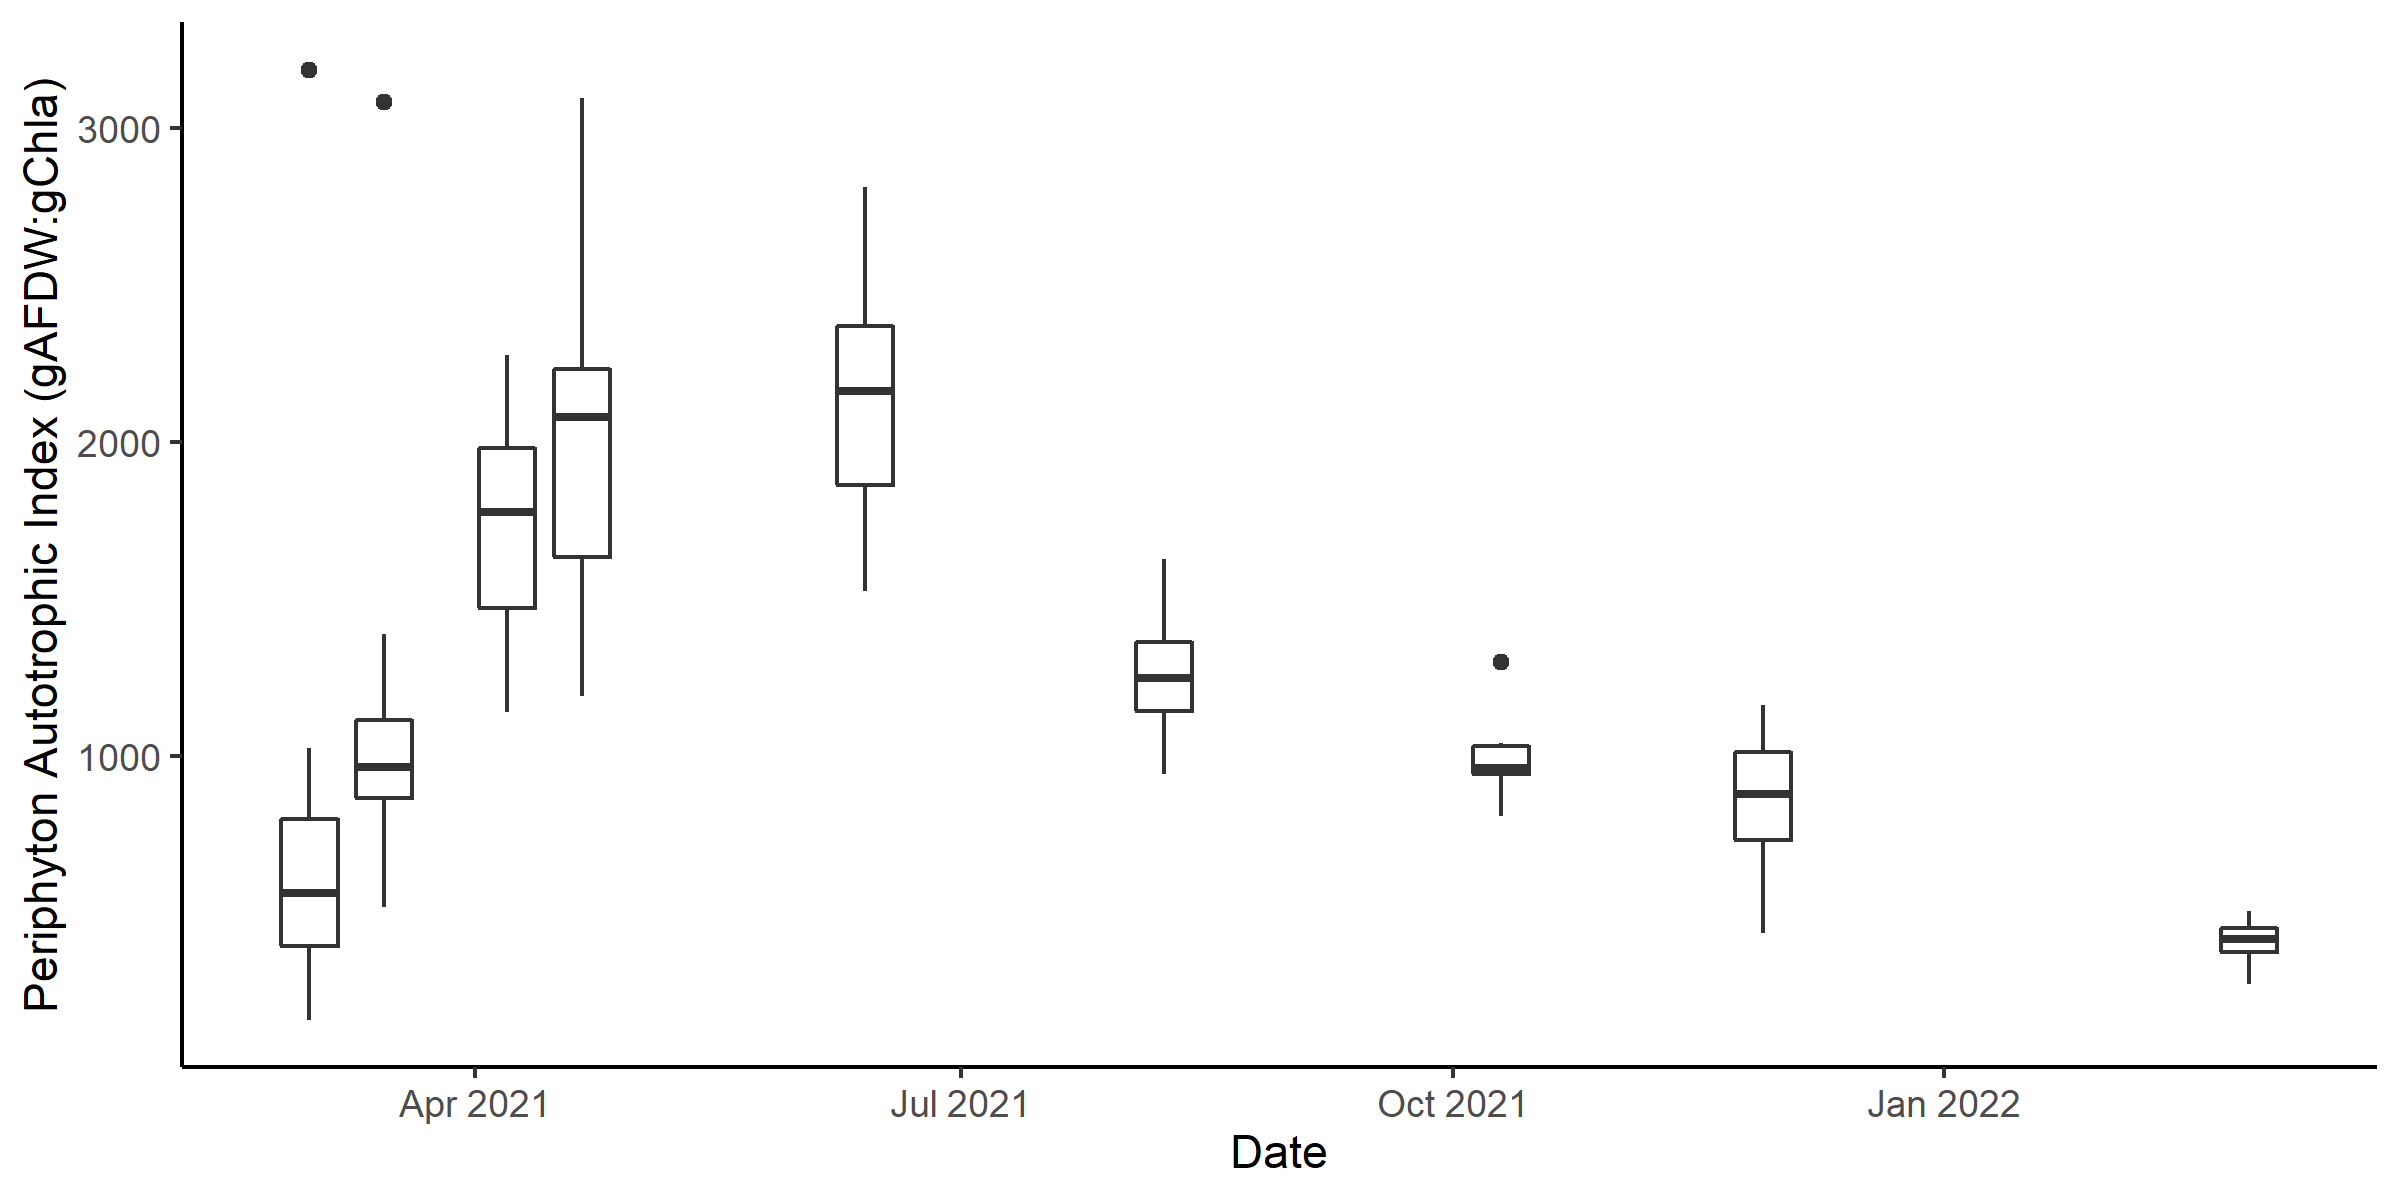 Periphyton Autotrophic Index (gAFDW:gChla)
3000
2000
1000
Apr 2021
Jul 2021
Oct 2021
Jan 2022
Date